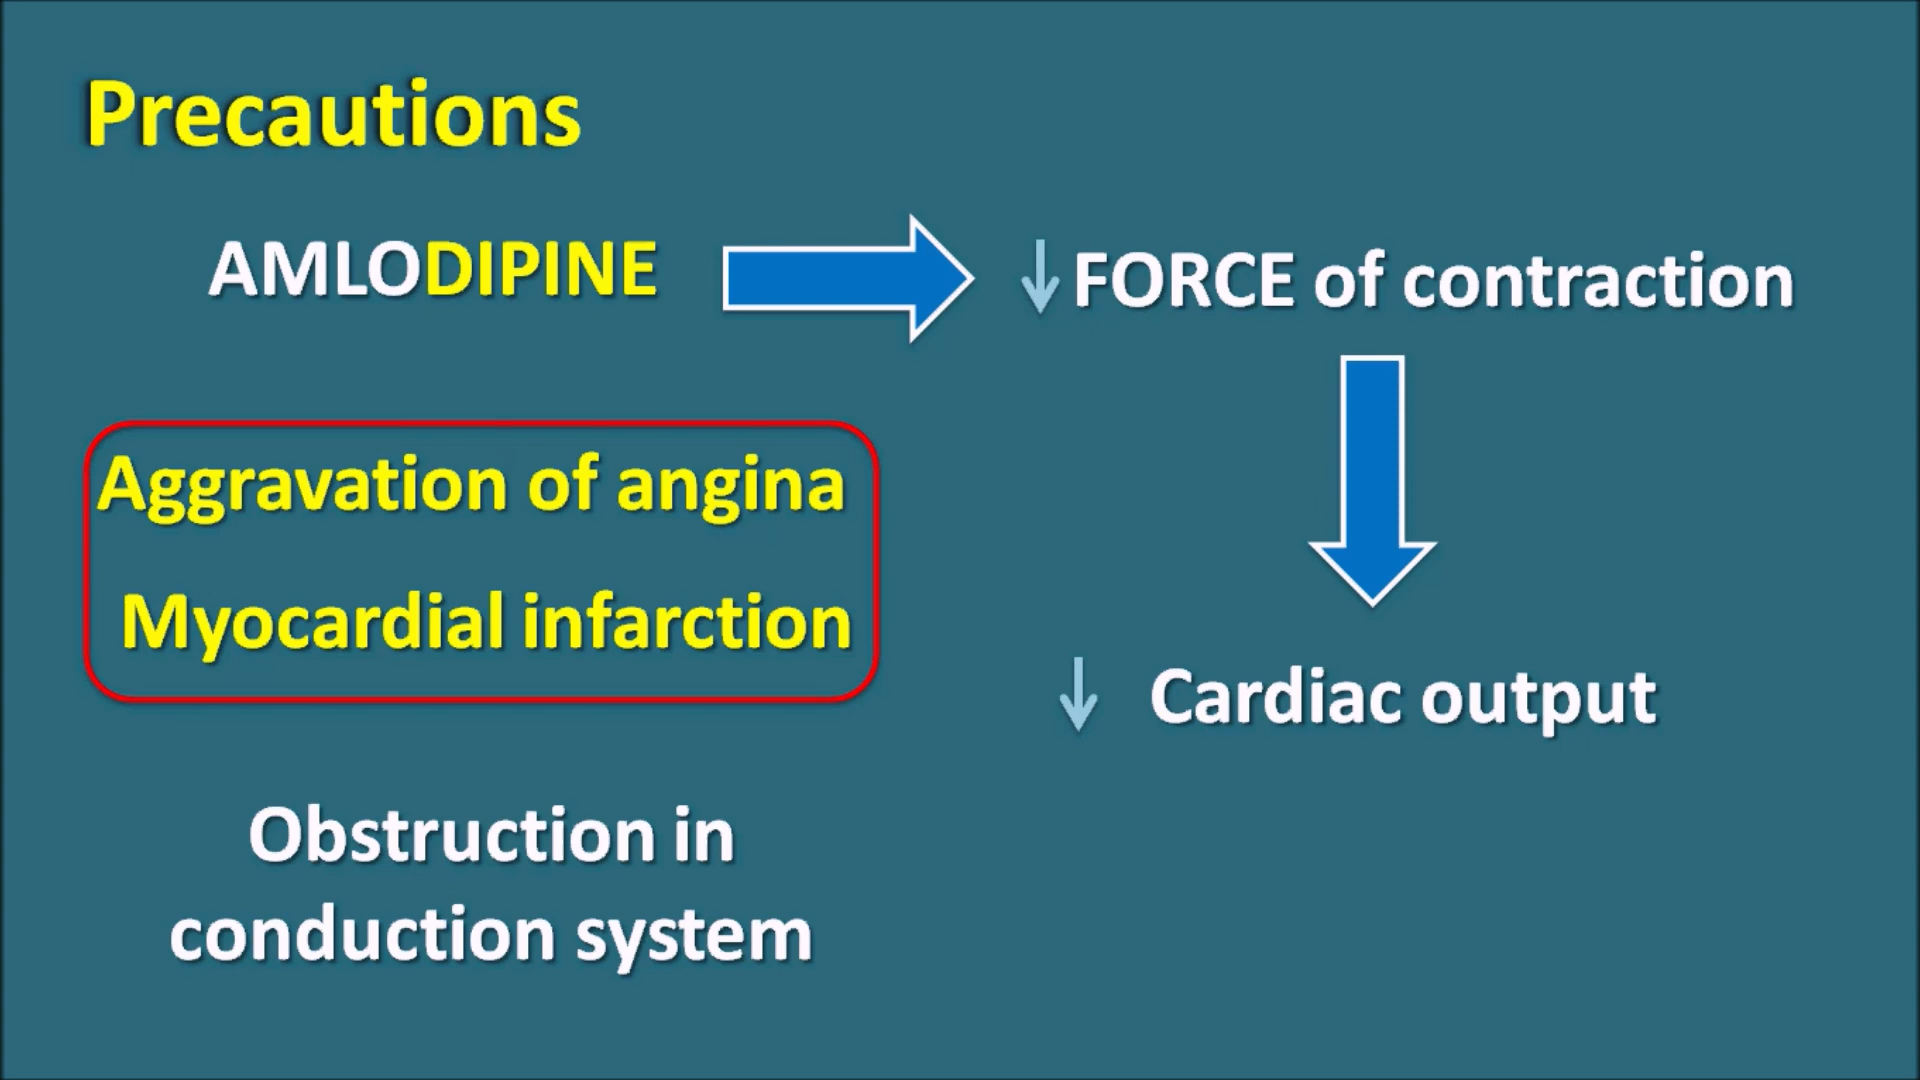 Precautions
AMLODIPINE
↓ FORCE of contraction
Aggravation of angina
Myocardial infarction
↓ Cardiac output
Obstruction in
conduction system